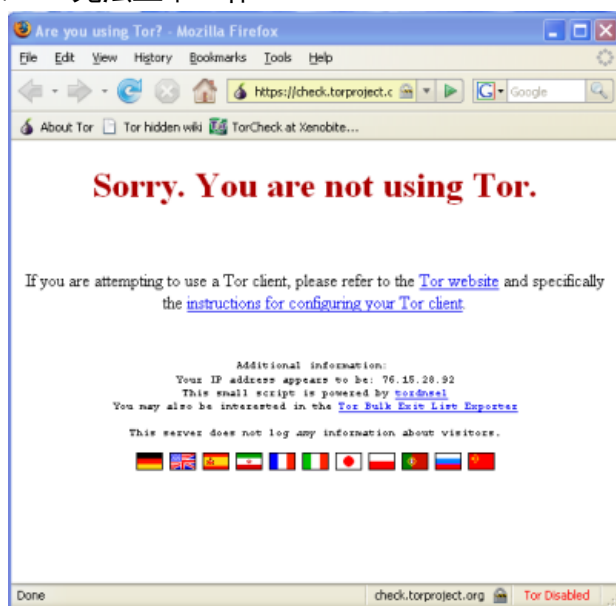 Are you using Tor? - Mozilla Firefox
File Edit View History Bookmarks Tools Help
https://check.torproject.c Google
About Tor Tor hidden wiki TorCheck at Xenobite...
Sorry. You are not using Tor.
If you are attempting to use a Tor client, please refer to the Tor website and specifically
the instructions for configuring your Tor client.
Additional information:
Your IP address appears to be: 76.15.28.92
This small script is powered by tordnsel
You may also be interested in the Tor Bulk Exit List Exporter
This server does not log any information about visitors.
Done check.torproject.org Tor Disabled